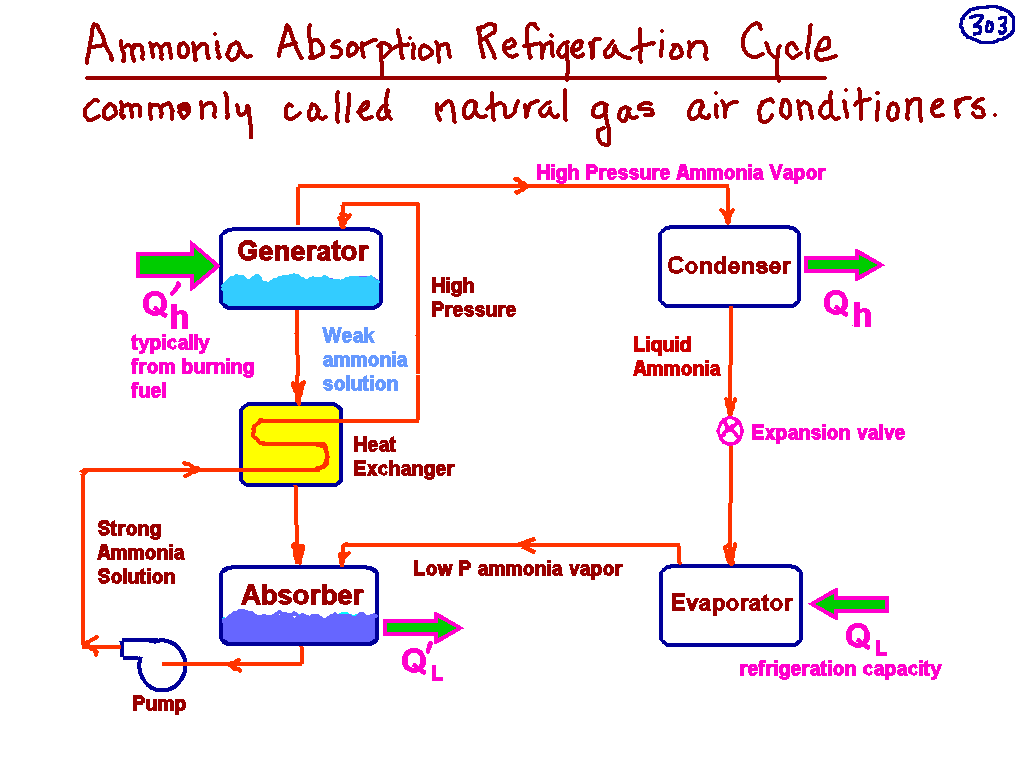 303
Ammonia Absorption Refrigeration Cycle
commonly called natural gas air conditioners.
High Pressure Ammonia Vapor
Generator
Condenser
Q'h
typically
from burning
fuel
High
Pressure
Qh
Weak
ammonia
solution
Liquid
Ammonia
Expansion valve
Heat
Exchanger
Strong
Ammonia
Solution
Low P ammonia vapor
Absorber
Evaporator
Q'L
QL
refrigeration capacity
Pump